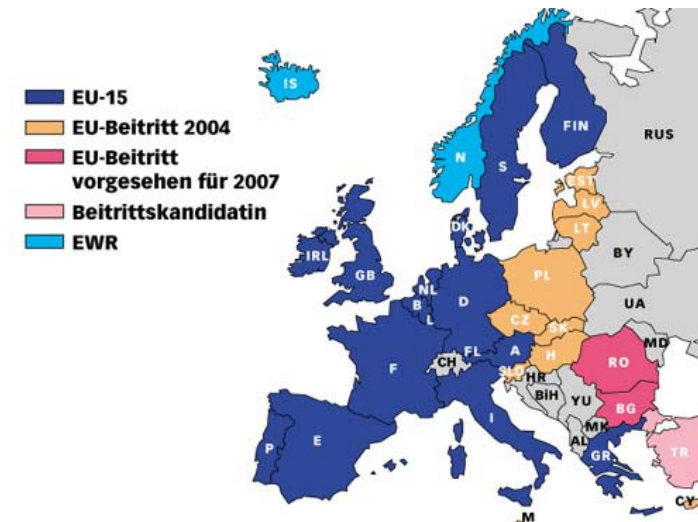 EU-15
EU-Beitritt 2004
EU-Beitritt
vorgesehen für 2007
Beitrittskandidatin
EWR
IS
N
S
FIN
RUS
EST
LV
LT
DK
IRL
GB
NL
B
L
D
PL
BY
UA
CZ
SK
FL
A
H
MD
F
CH
SLO
HR
BiH
YU
RO
BG
MK
AL
P
E
I
GR
TR
M
CY